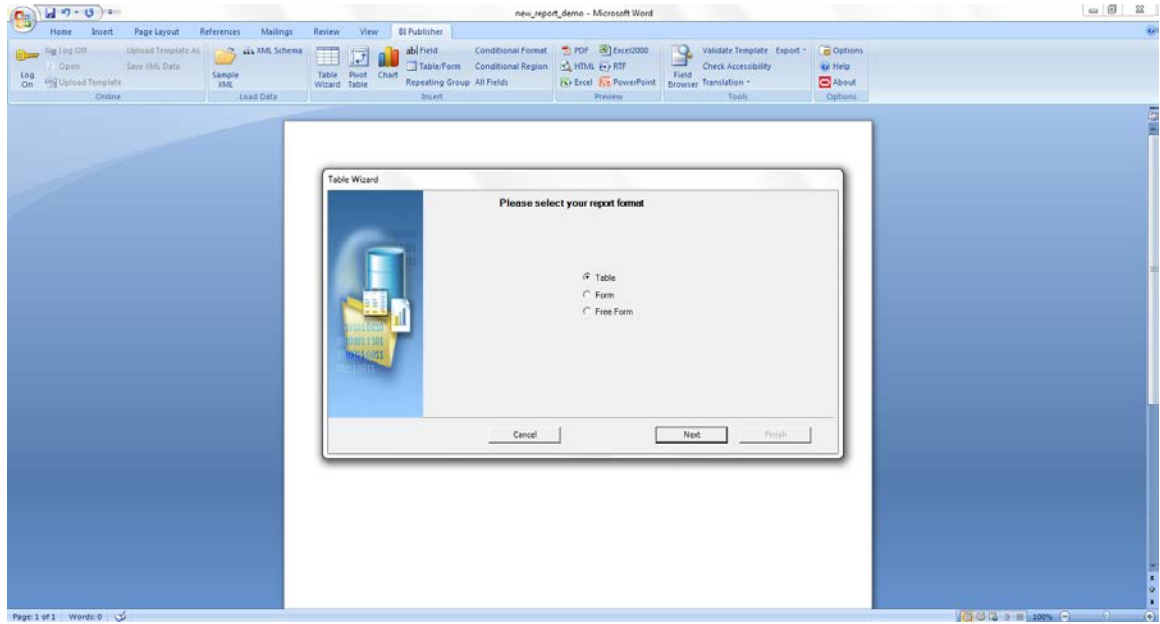 new_report_demo - Microsoft Word
Home Insert Page Layout References Mailings Review View BI Publisher
Log On
Log Off
Open
Upload Template
Upload Template As
Save XML Data
Online
Sample XML
XML Schema
Load Data
Table Wizard
Pivot Table
Chart
Field
Table/Form
Repeating Group
Conditional Format
Conditional Region
All Fields
Insert
PDF Excel2000
HTML RTF
Excel PowerPoint
Preview
Field Browser
Validate Template Export
Check Accessibility
Translation
Tools
Options
Help
About
Options
Table Wizard
Please select your report format
Table
Form
Free Form
Cancel Next Finish
Page: 1 of 1 Words: 0 100%